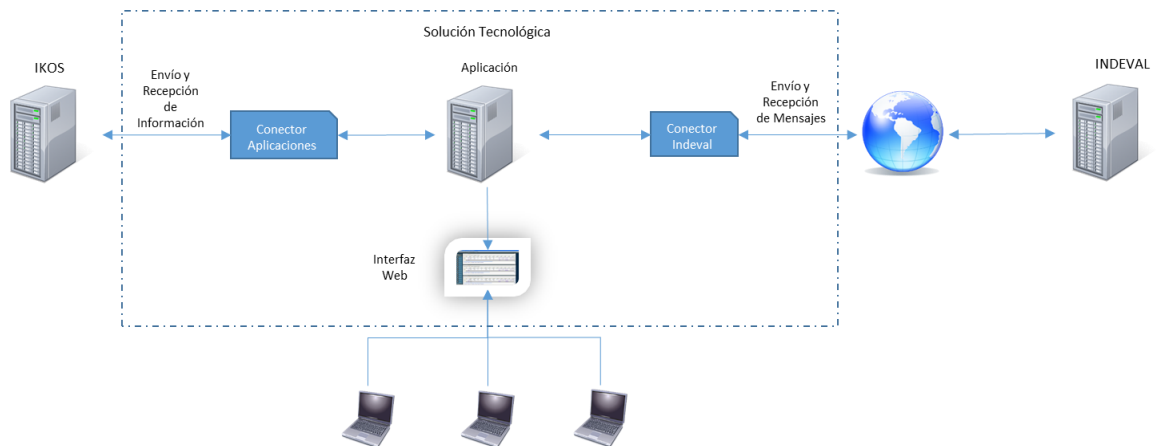 Solución Tecnológica
IKOS
Envío y
Recepción
de
Información
Conector
Aplicaciones
Aplicación
Conector
Indeval
Envío y
Recepción
de Mensajes
INDEVAL
Interfaz
Web